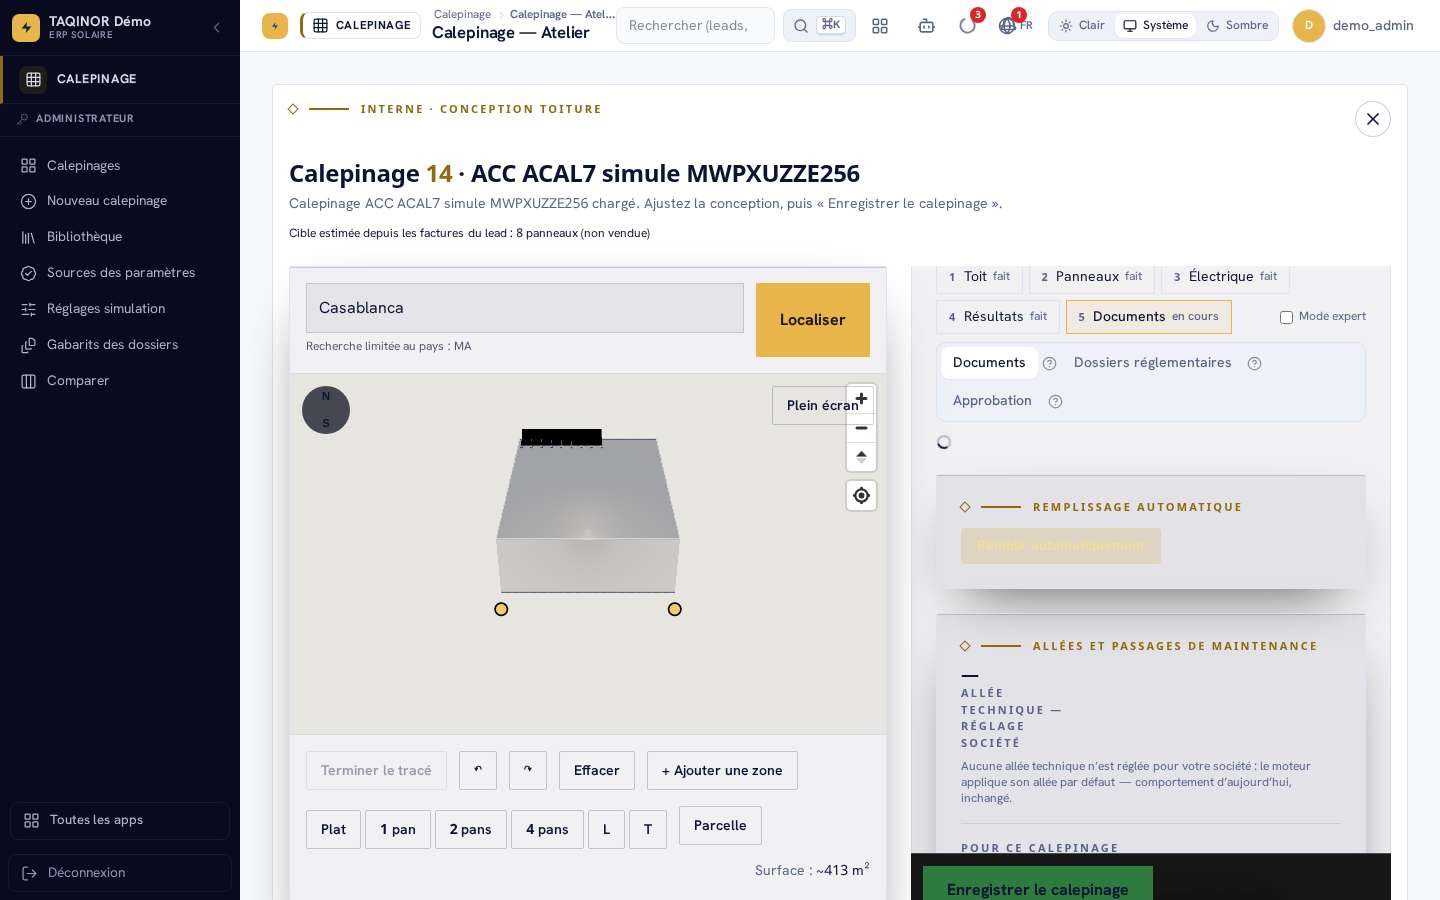 TAQINOR Démo
ERP SOLAIRE
CALEPINAGE
ADMINISTRATEUR
Calepinages
Nouveau calepinage
Bibliothèque
Sources des paramètres
Réglages simulation
Gabarits des dossiers
Comparer
Toutes les apps
Déconnexion
CALEPINAGE
Calepinage
Calepinage — Atel...
Calepinage — Atelier
Rechercher (leads,
⌘K
3
1
FR
Clair
Système
Sombre
D
demo_admin
INTERNE · CONCEPTION TOITURE
Calepinage 14 · ACC ACAL7 simule MWPXUZZE256
Calepinage ACC ACAL7 simule MWPXUZZE256 chargé. Ajustez la conception, puis « Enregistrer le calepinage ».
Cible estimée depuis les factures du lead : 8 panneaux (non vendue)
Casablanca
Localiser
Recherche limitée au pays : MA
N
S
Plein écran
Terminer le tracé
↶
↷
Effacer
+ Ajouter une zone
Plat
1 pan
2 pans
4 pans
L
T
Parcelle
Surface : ~413 m²
1 Toit fait
2 Panneaux fait
3 Électrique fait
4 Résultats fait
5 Documents en cours
Mode expert
Documents
Dossiers réglementaires
Approbation
REMPLISSAGE AUTOMATIQUE
Remplir automatiquement
ALLÉES ET PASSAGES DE MAINTENANCE
—
ALLÉE
TECHNIQUE —
RÉGLAGE
SOCIÉTÉ
Aucune allée technique n'est réglée pour votre société : le moteur
applique son allée par défaut — comportement d'aujourd'hui,
inchangé.
POUR CE CALEPINAGE
Enregistrer le calepinage